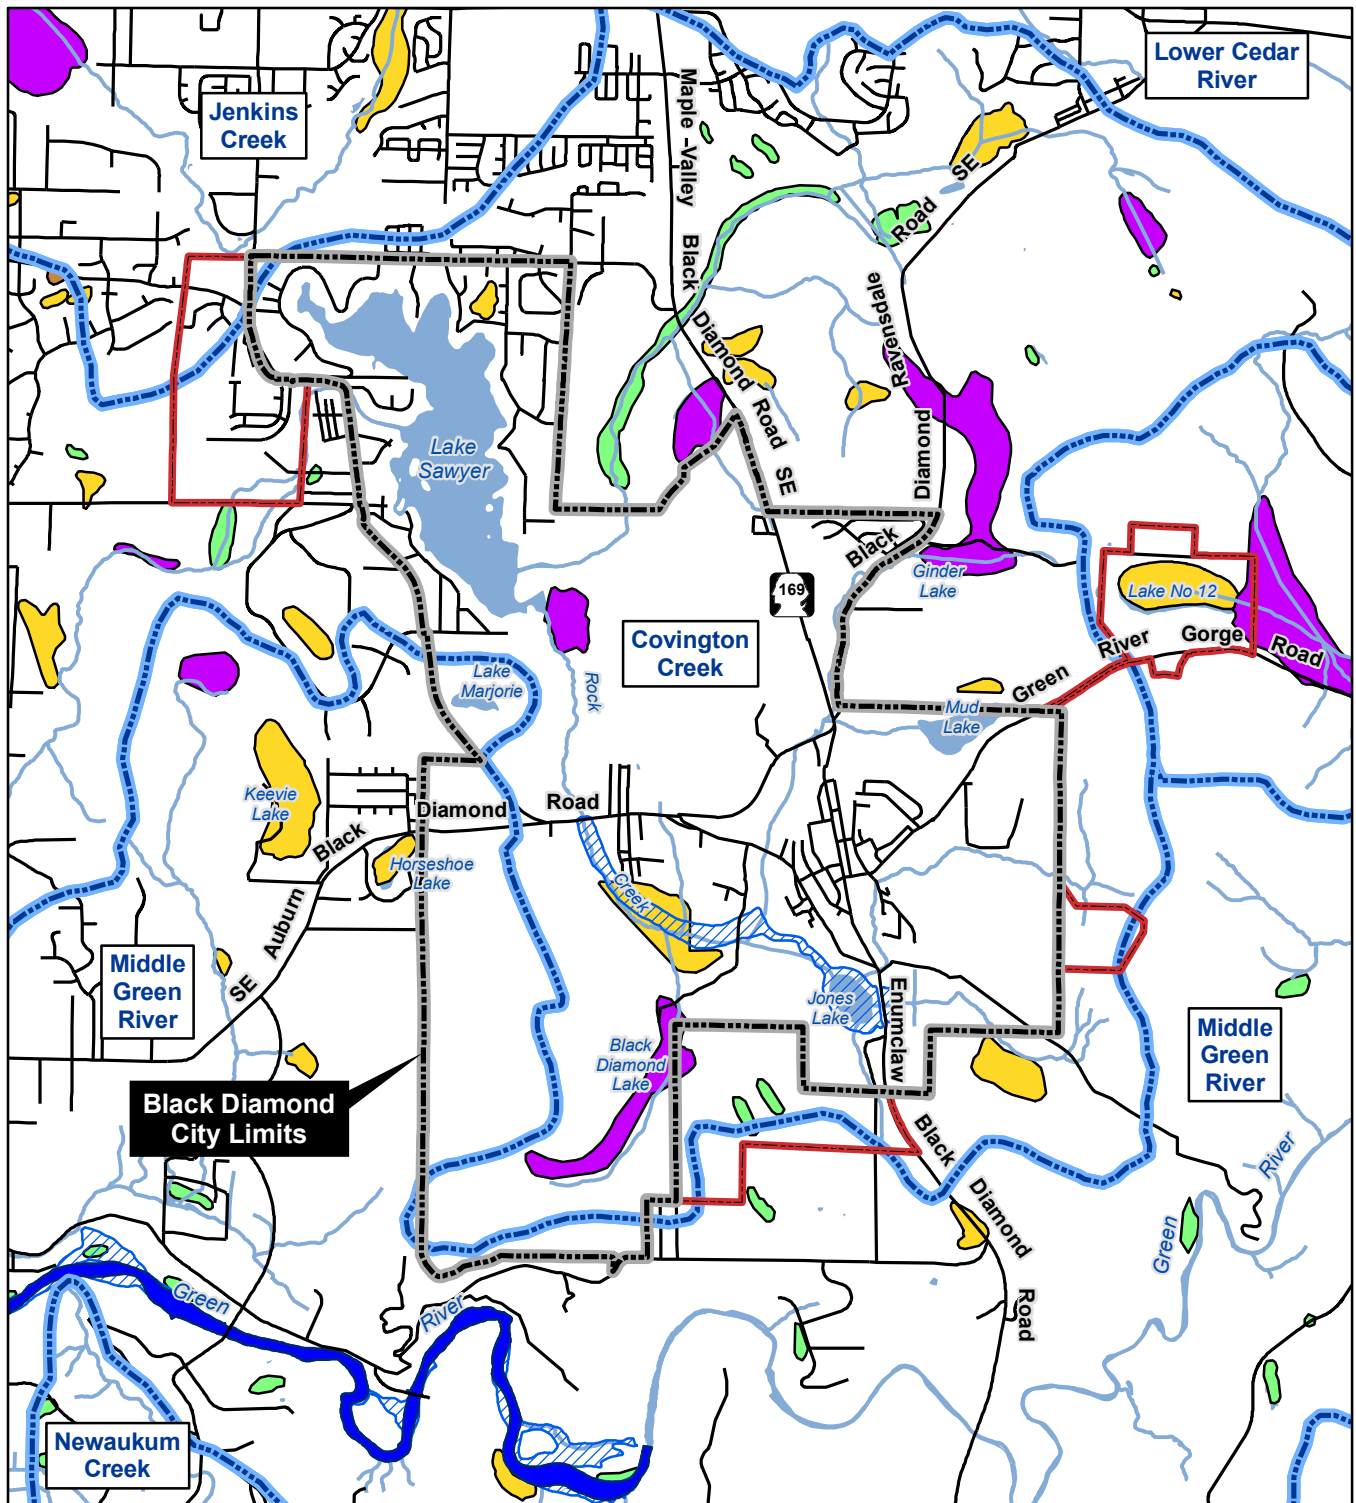 Lower Cedar
River
Jenkins
Creek
Maple -Valley
Black
Diamond
Road
SE
Road
SE
Ravensdale
Diamond
Black
Lake
Sawyer
Ginder
Lake
169
Lake No 12
Covington
Creek
Green
River
Gorge
Road
Lake
Marjorie
Rock
Mud
Lake
Keevie
Lake
Black
Diamond
Road
Horseshoe
Lake
Creek
Auburn
SE
Middle
Green
River
Jones
Lake
Enumclaw
Black
Diamond
Lake
Middle
Green
River
Black Diamond
City Limits
Black
Diamond
Road
River
Green
Green
River
Newaukum
Creek